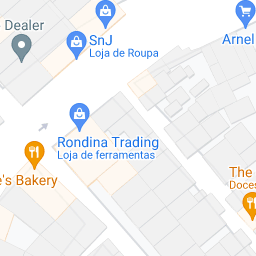 Dealer
SnJ
Loja de Roupa
Arnel
Rondina Trading
Loja de ferramentas
e's Bakery
The
Doces